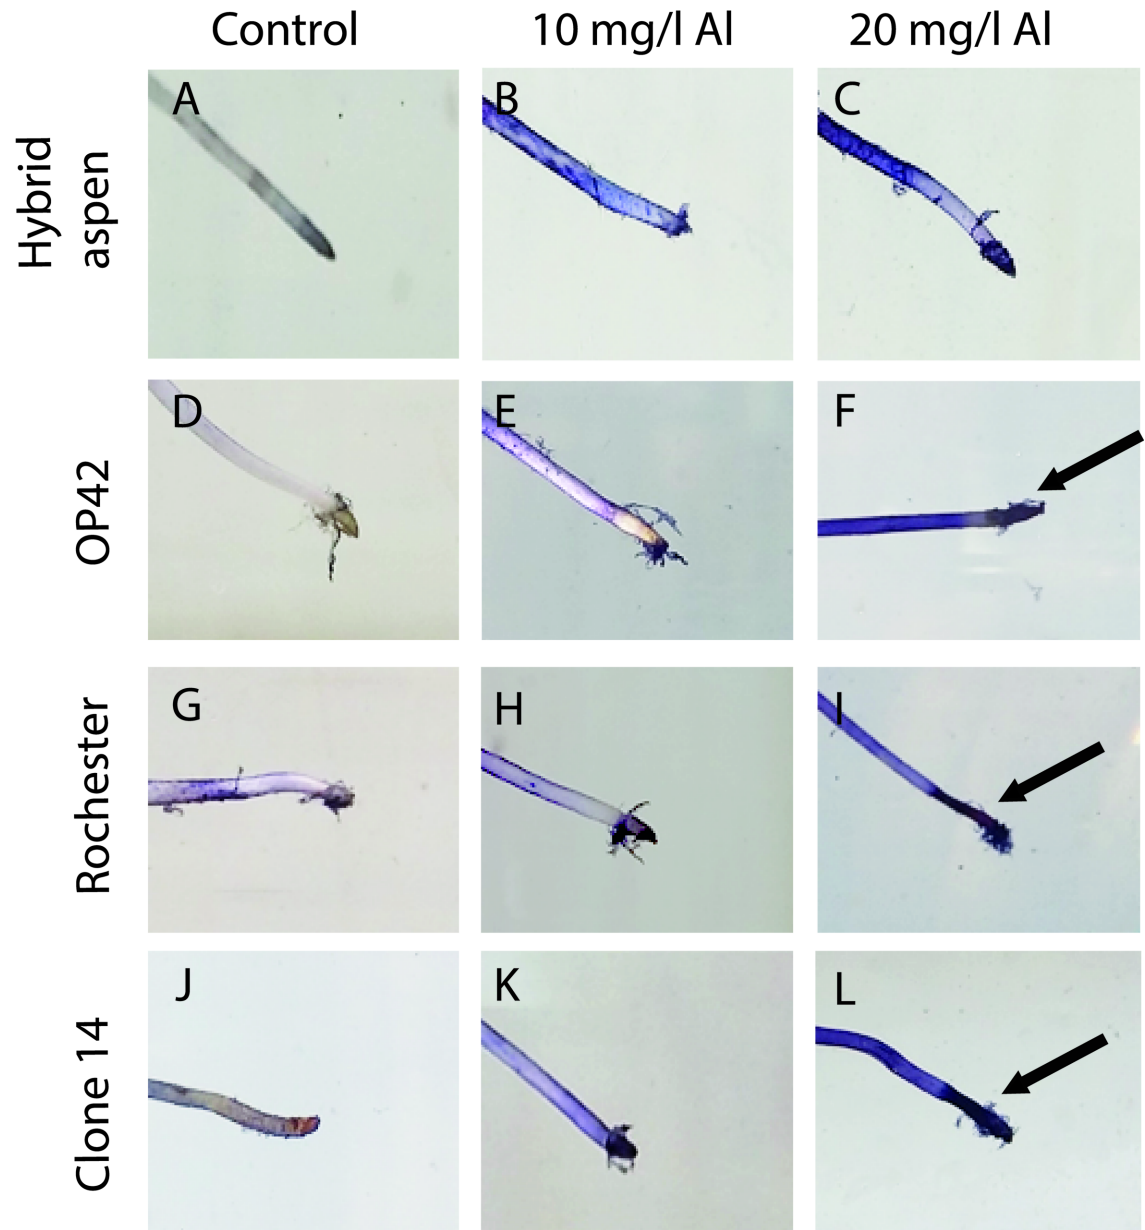 Control 10 mg/l Al 20 mg/l Al
Hybrid
aspen
A B C
OP42
D E F
Rochester
G H I
Clone 14
J K L